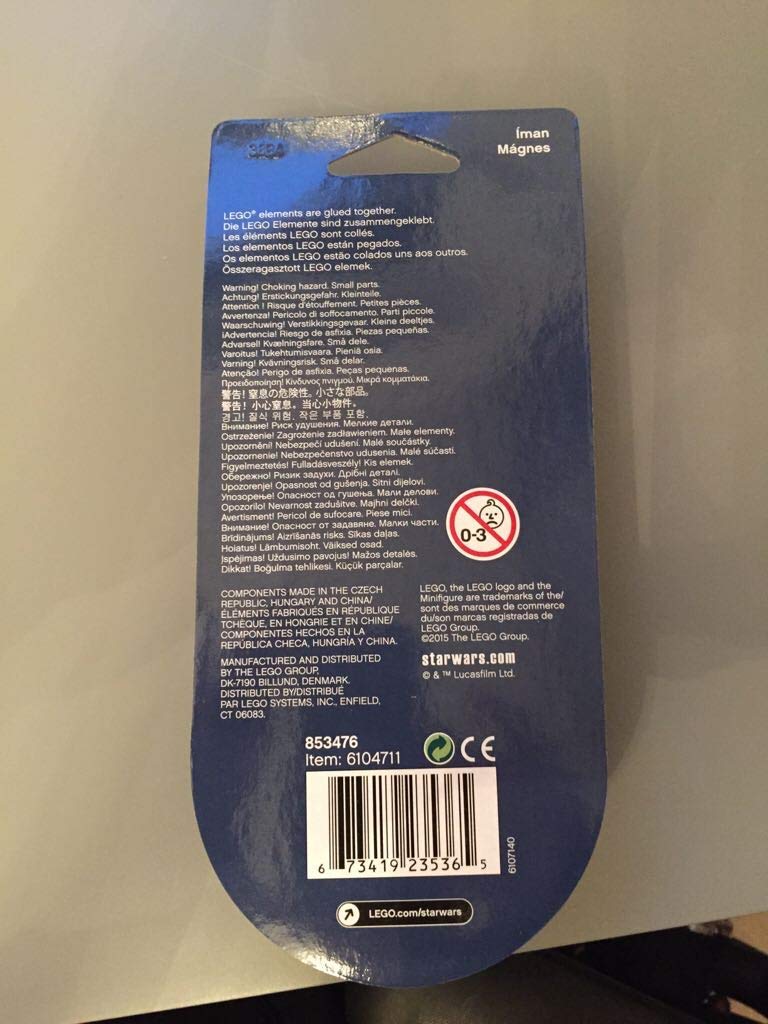 Íman
Mágnes
LEGO® elements are glued together.
Die LEGO Elemente sind zusammengeklebt.
Les éléments LEGO sont collés.
Los elementos LEGO están pegados.
Os elementos LEGO estão colados uns aos outros.
Összeragasztott LEGO elemek.
Warning! Choking hazard. Small parts.
Achtung! Erstickungsgefahr. Kleinteile.
Attention ! Risque d'étouffement. Petites pièces.
Avvertenza! Pericolo di soffocamento. Parti piccole.
Waarschuwing! Verstikkingsgevaar. Kleine deeltjes.
¡Advertencia! Riesgo de asfixia. Piezas pequeñas.
Advarsel! Kvælningsfare. Små dele.
Varoitus! Tukehtumisvaara. Pieniä osia.
Varning! Kvävningsrisk. Små delar.
Atenção! Perigo de asfixia. Peças pequenas.
Προειδοποίηση! Κίνδυνος πνιγμού. Μικρά κομματάκια.
警告! 窒息の危険性。小さな部品。
警告! 小心窒息。当心小物件。
경고! 질식 위험. 작은 부품 포함.
Внимание! Риск удушения. Мелкие детали.
Ostrzeżenie! Zagrożenie zadławieniem. Małe elementy.
Upozornění! Nebezpečí udušení. Malé součástky.
Upozornenie! Nebezpečenstvo udusenia. Malé súčasti.
Figyelmeztetés! Fulladásveszély! Kis elemek.
Обережно! Ризик задухи. Дрібні деталі.
Upozorenje! Opasnost od gušenja. Sitni dijelovi.
Упозорење! Опасност од гушења. Мали делови.
Opozorilo! Nevarnost zadušitve. Majhni delčki.
Avertisment! Pericol de sufocare. Piese mici.
Внимание! Опасност от задавяне. Малки части.
Brīdinājums! Aizrīšanās risks. Sīkas daļas.
Hoiatus! Lämbumisoht. Väiksed osad.
Įspėjimas! Uždusimo pavojus! Mažos detalės.
Dikkat! Boğulma tehlikesi. Küçük parçalar.
0-3
COMPONENTS MADE IN THE CZECH
REPUBLIC, HUNGARY AND CHINA/
ÉLÉMENTS FABRIQUÉS EN RÉPUBLIQUE
TCHÈQUE, EN HONGRIE ET EN CHINE/
COMPONENTES HECHOS EN LA
REPÚBLICA CHECA, HUNGRÍA Y CHINA.
MANUFACTURED AND DISTRIBUTED
BY THE LEGO GROUP,
DK-7190 BILLUND, DENMARK.
DISTRIBUTED BY/DISTRIBUÉ
PAR LEGO SYSTEMS, INC., ENFIELD,
CT 06083.
LEGO, the LEGO logo and the
Minifigure are trademarks of the/
sont des marques de commerce
du/son marcas registradas de
LEGO Group.
©2015 The LEGO Group.
starwars.com
© & ™ Lucasfilm Ltd.
853476
Item: 6104711
CE
6 73419 23536 5
6107140
LEGO.com/starwars